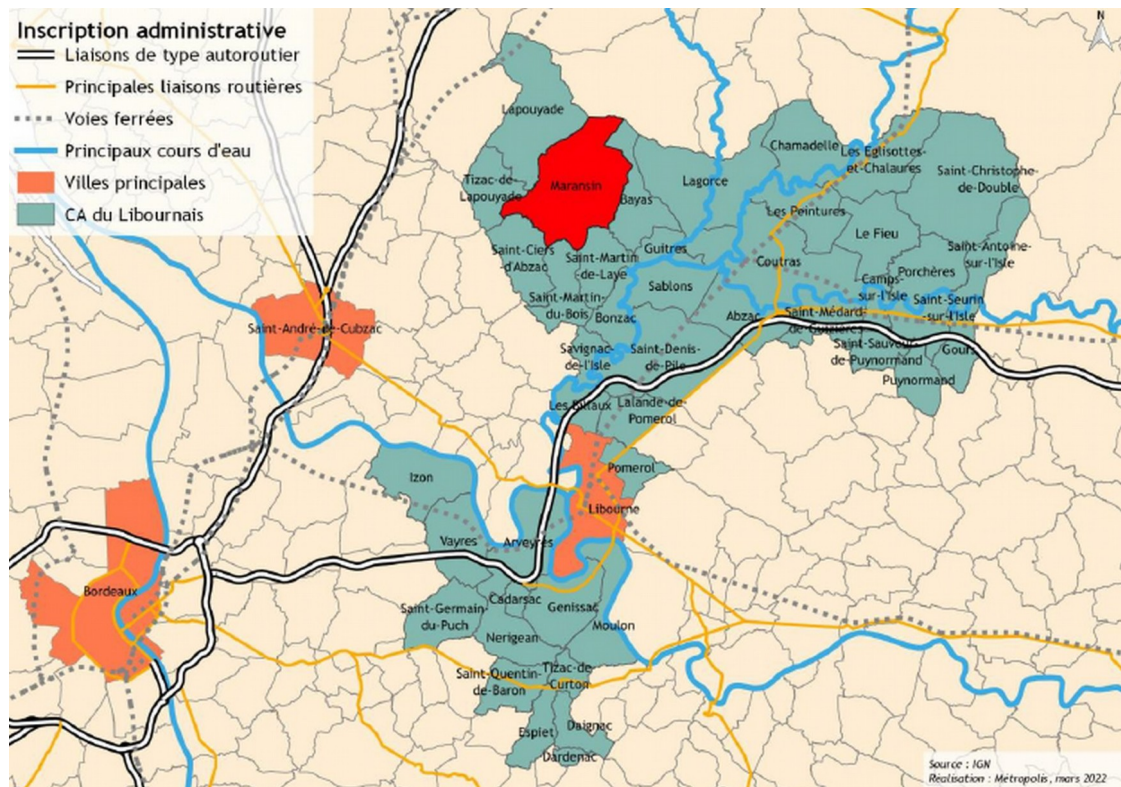 Inscription administrative
Liaisons de type autoroutier
Principales liaisons routières
Voies ferrées
Principaux cours d'eau
Villes principales
CA du Libournais
N
Lapouyade
Maransin
Tizac-de-
Lapouyade
Bayas
Lagorce
Chamadelle
Les Eglisottes-
et-Chalaures
Saint-Christophe-
de-Double
Les Peintures
Le Fieu
Saint-Ciers
d'Abzac
Saint-Martin
de-Laye
Guitres
Coutras
Camps-
sur-l'Isle
Porchères
Saint-Antoine-
sur-l'Isle
Sablons
Saint-Martin-
du-Bois
Bonzac
Abzac
Saint-Médard-
de-Guizières
Saint-Seurin
-sur-l'Isle
Saint-André-de-Cubzac
Savignac-
de-l'Isle
Saint-Denis-
de-Pile
Saint-Sauveur-
de-Puynormand
Gours
Puynormand
Les Billaux
Lalande-de-
Pomerol
Pomerol
Izon
Libourne
Vayres
Arveyres
Bordeaux
Cadarsac
Genissac
Saint-Germain-
du-Puch
Moulon
Nerigean
Saint-Quentin-
de-Baron
Tizac-de-
Curton
Espiet
Daignac
Dardenac
Source : IGN
Réalisation : Métropolis, mars 2022